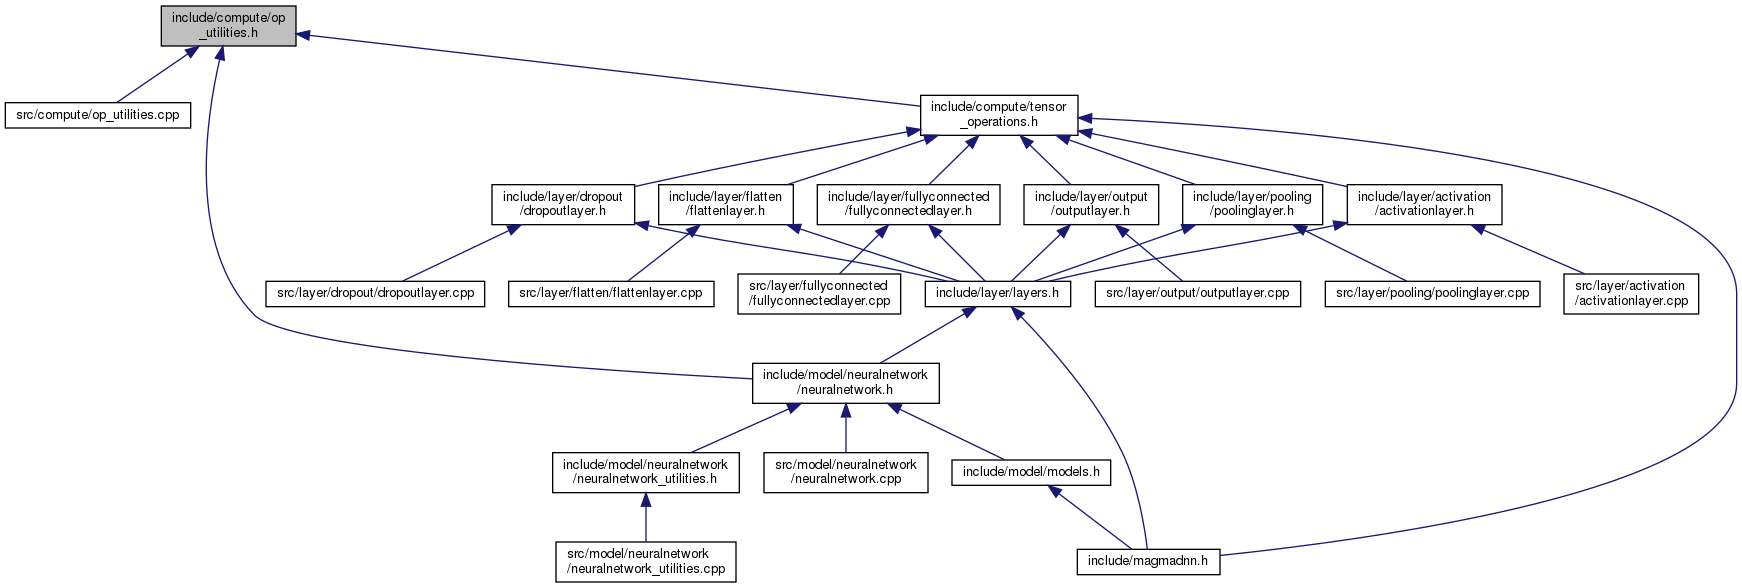 include/compute/op
_utilities.h
src/compute/op_utilities.cpp
include/compute/tensor
_operations.h
include/layer/dropout
/dropoutlayer.h
include/layer/flatten
/flattenlayer.h
include/layer/fullyconnected
/fullyconnectedlayer.h
include/layer/output
/outputlayer.h
include/layer/pooling
/poolinglayer.h
include/layer/activation
/activationlayer.h
src/layer/dropout/dropoutlayer.cpp
src/layer/flatten/flattenlayer.cpp
src/layer/fullyconnected
/fullyconnectedlayer.cpp
include/layer/layers.h
src/layer/output/outputlayer.cpp
src/layer/pooling/poolinglayer.cpp
src/layer/activation
/activationlayer.cpp
include/model/neuralnetwork
/neuralnetwork.h
include/model/neuralnetwork
/neuralnetwork_utilities.h
src/model/neuralnetwork
/neuralnetwork.cpp
include/model/models.h
src/model/neuralnetwork
/neuralnetwork_utilities.cpp
include/magmadnn.h